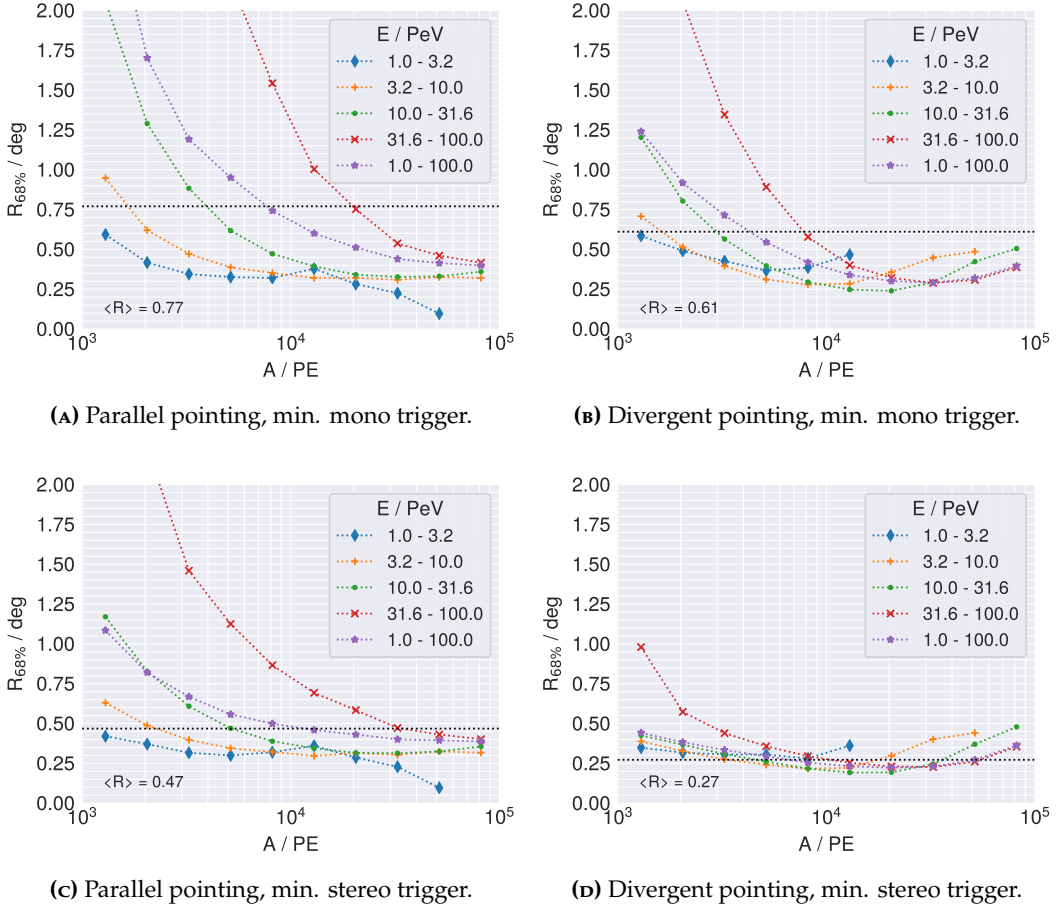 2.00
1.75
1.50
1.25
1.00
0.75
0.50
0.25
0.00
R68% / deg
E / PeV
1.0 - 3.2
3.2 - 10.0
10.0 - 31.6
31.6 - 100.0
1.0 - 100.0
<R> = 0.77
10^3
10^4
10^5
A / PE
(A) Parallel pointing, min. mono trigger.
2.00
1.75
1.50
1.25
1.00
0.75
0.50
0.25
0.00
R68% / deg
E / PeV
1.0 - 3.2
3.2 - 10.0
10.0 - 31.6
31.6 - 100.0
1.0 - 100.0
<R> = 0.61
10^3
10^4
10^5
A / PE
(B) Divergent pointing, min. mono trigger.
2.00
1.75
1.50
1.25
1.00
0.75
0.50
0.25
0.00
R68% / deg
E / PeV
1.0 - 3.2
3.2 - 10.0
10.0 - 31.6
31.6 - 100.0
1.0 - 100.0
<R> = 0.47
10^3
10^4
10^5
A / PE
(C) Parallel pointing, min. stereo trigger.
2.00
1.75
1.50
1.25
1.00
0.75
0.50
0.25
0.00
R68% / deg
E / PeV
1.0 - 3.2
3.2 - 10.0
10.0 - 31.6
31.6 - 100.0
1.0 - 100.0
<R> = 0.27
10^3
10^4
10^5
A / PE
(D) Divergent pointing, min. stereo trigger.